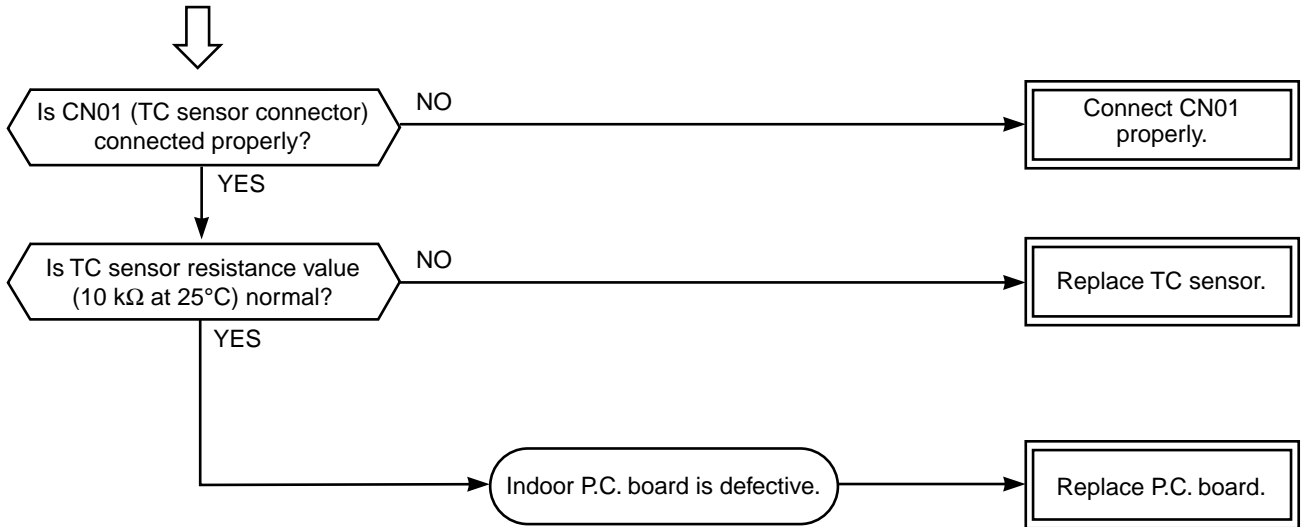 Is CN01 (TC sensor connector)
connected properly?
NO
Connect CN01
properly.
YES
Is TC sensor resistance value
(10 kΩ at 25°C) normal?
NO
Replace TC sensor.
YES
Indoor P.C. board is defective.
Replace P.C. board.